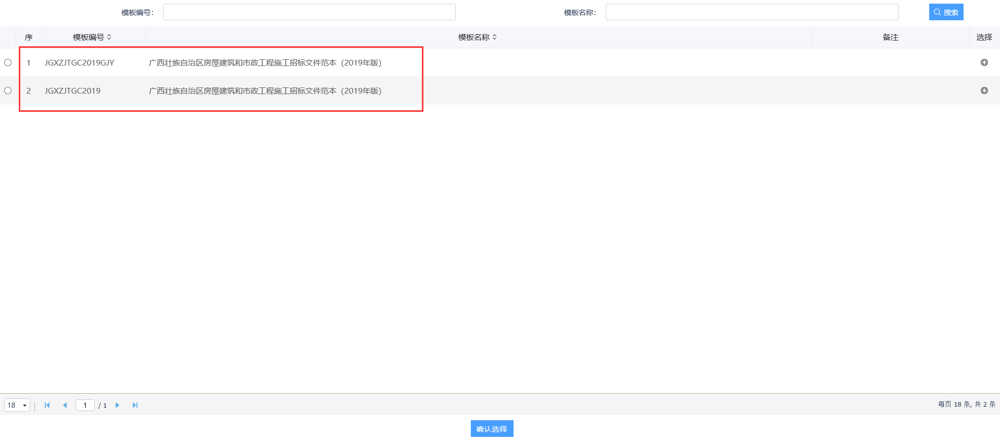 模板编号： 模板名称： 搜索
序 模板编号 模板名称 备注 选择
1 JGXZJTGC2019GJY 广西壮族自治区房屋建筑和市政工程施工招标文件范本（2019年版）
2 JGXZJTGC2019 广西壮族自治区房屋建筑和市政工程施工招标文件范本（2019年版）
18 1 / 1 每页 18 条, 共 2 条
确认选择